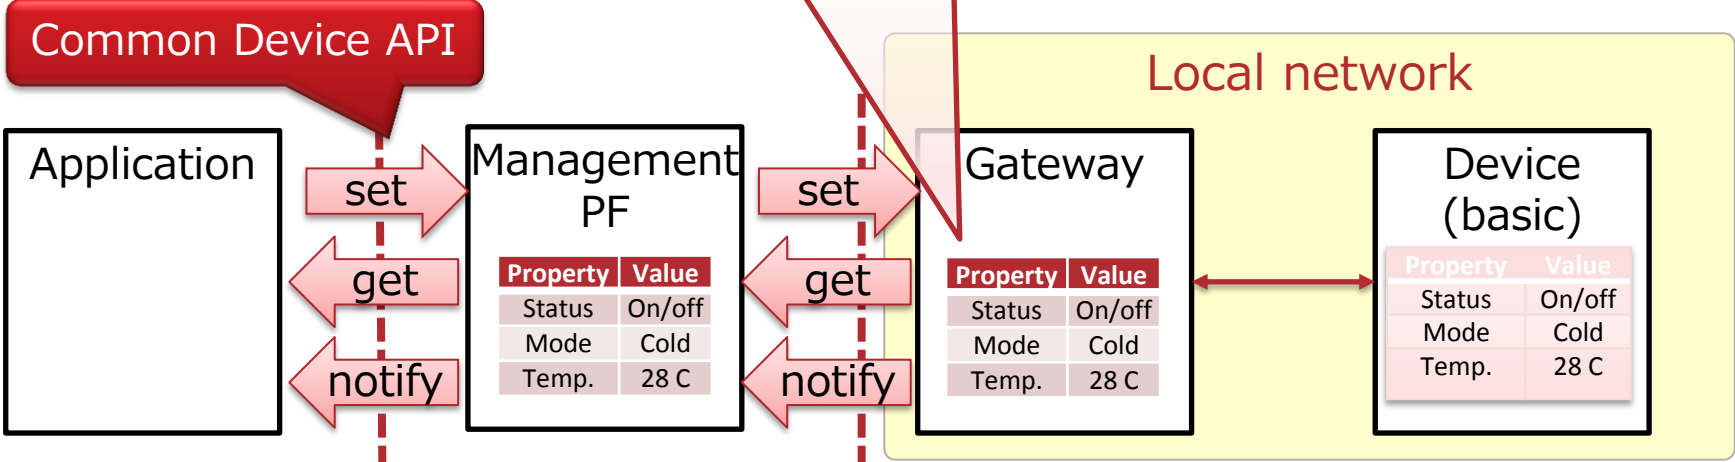 Common Device API
Local network
Application
set
get
notify
Management
PF
Property Value
Status On/off
Mode Cold
Temp. 28 C
set
get
notify
Gateway
Property Value
Status On/off
Mode Cold
Temp. 28 C
Device
(basic)
Property Value
Status On/off
Mode Cold
Temp. 28 C